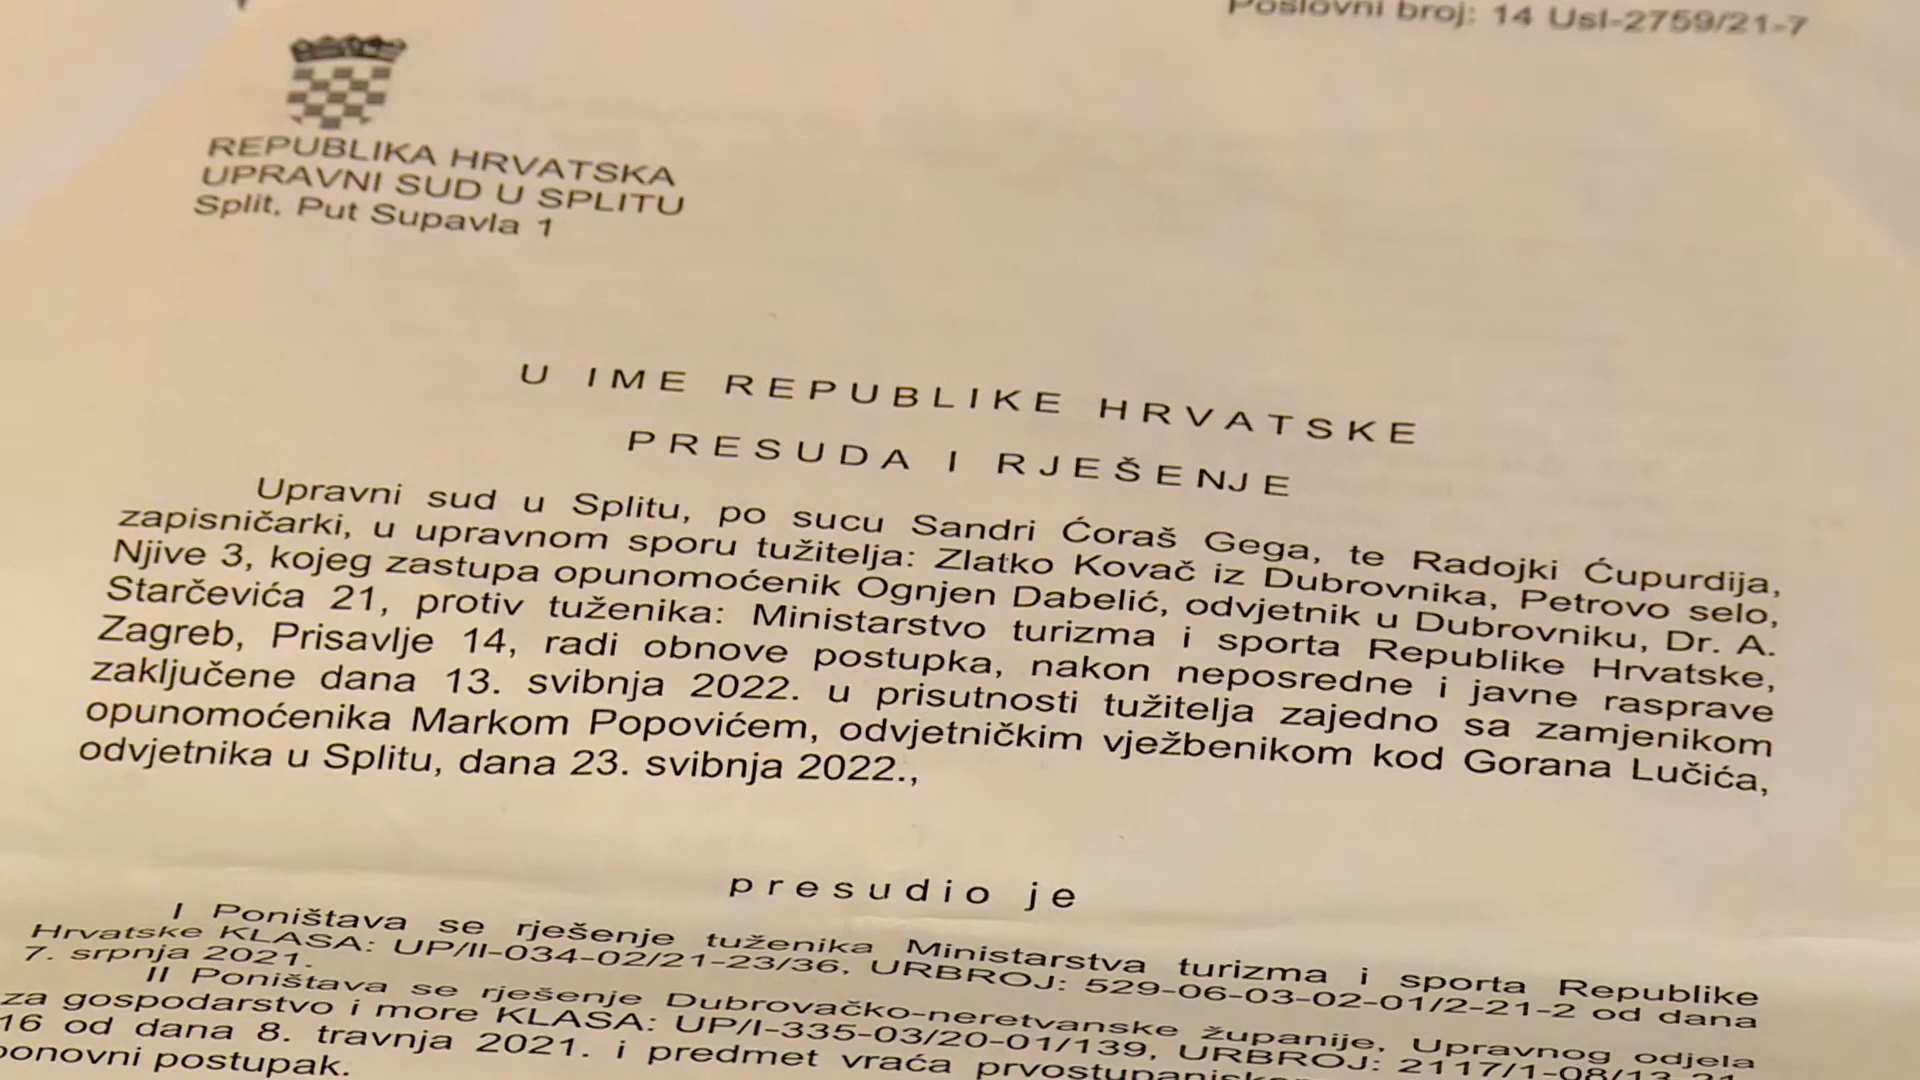 Poslovni broj: 14 UsI-2759/21-7
REPUBLIKA HRVATSKA
UPRAVNI SUD U SPLITU
Split, Put Supavla 1
U IME REPUBLIKE HRVATSKE
PRESUDA I RJEŠENJE
Upravni sud u Splitu, po sucu Sandri Ćoraš Gega, te Radojki Ćupurdija,
zapisničarki, u upravnom sporu tužitelja: Zlatko Kovač iz Dubrovnika, Petrovo selo,
Njive 3, kojeg zastupa opunomoćenik Ognjen Dabelić, odvjetnik u Dubrovniku, Dr. A.
Starčevića 21, protiv tuženika: Ministarstvo turizma i sporta Republike Hrvatske,
Zagreb, Prisavlje 14, radi obnove postupka, nakon neposredne i javne rasprave
zaključene dana 13. svibnja 2022. u prisutnosti tužitelja zajedno sa zamjenikom
opunomoćenika Markom Popovićem, odvjetničkim vježbenikom kod Gorana Lučića,
odvjetnika u Splitu, dana 23. svibnja 2022.,
presudio je
I Poništava se rješenje tuženika Ministarstva turizma i sporta Republike
Hrvatske KLASA: UP/II-034-02/21-23/36, URBROJ: 529-06-03-02-01/2-21-2 od dana
7. srpnja 2021.
II Poništava se rješenje Dubrovačko-neretvanske županije, Upravnog odjela
za gospodarstvo i more KLASA: UP/I-335-03/20-01/139, URBROJ: 2117/1-08/13-21-
16 od dana 8. travnja 2021. i predmet vraća
ponovni postupak.